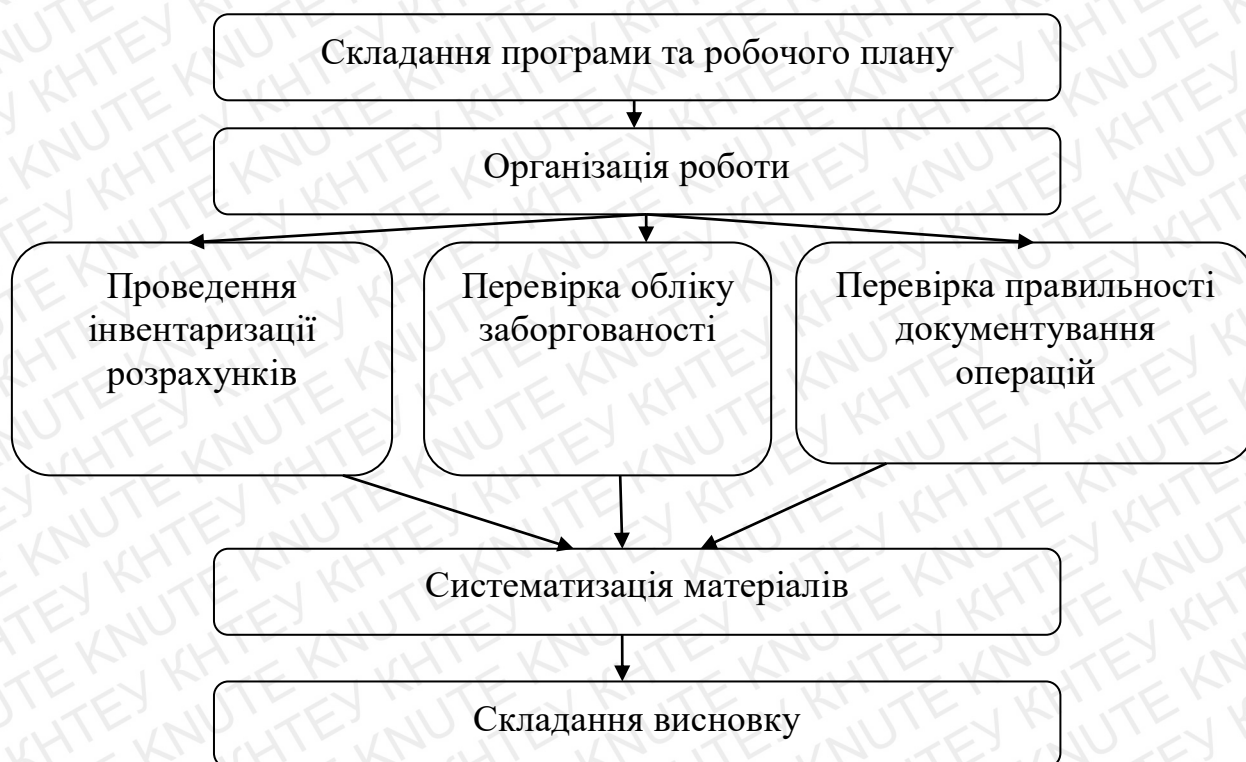 Складання програми та робочого плану
Організація роботи
Проведення
інвентаризації
розрахунків
Перевірка обліку
заборгованості
Перевірка правильності
документування
операцій
Систематизація матеріалів
Складання висновку